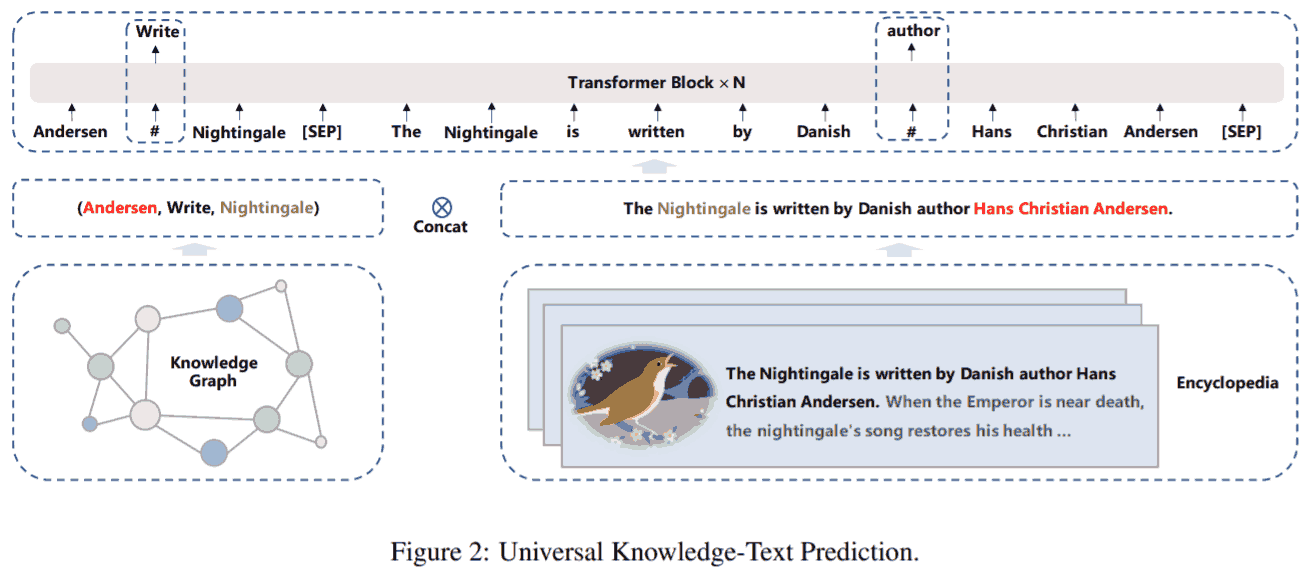 Write author
Transformer Block × N
Andersen # Nightingale [SEP] The Nightingale is written by Danish # Hans Christian Andersen [SEP]
(Andersen, Write, Nightingale)
Concat
The Nightingale is written by Danish author Hans Christian Andersen.
Knowledge
Graph
The Nightingale is written by Danish author Hans
Christian Andersen. When the Emperor is near death,
the nightingale's song restores his health ...
Encyclopedia
Figure 2: Universal Knowledge-Text Prediction.